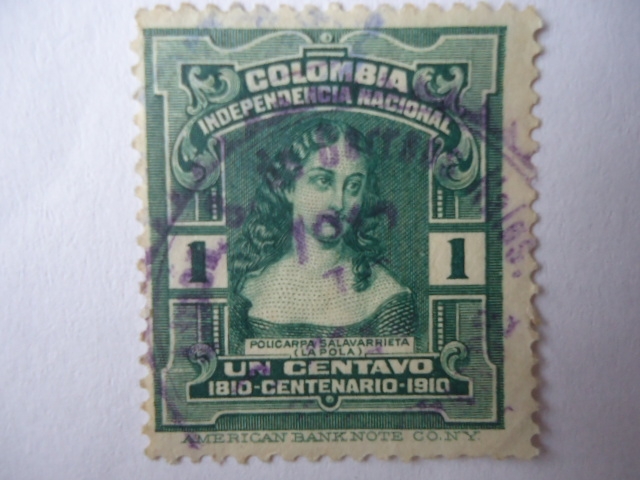 COLOMBIA
INDEPENDENCIA NACIONAL
1 1
POLICARPA SALAVARRIETA
(LA POLA)
UN CENTAVO
1810-CENTENARIO-1910
AMERICAN BANK NOTE CO. N.Y.